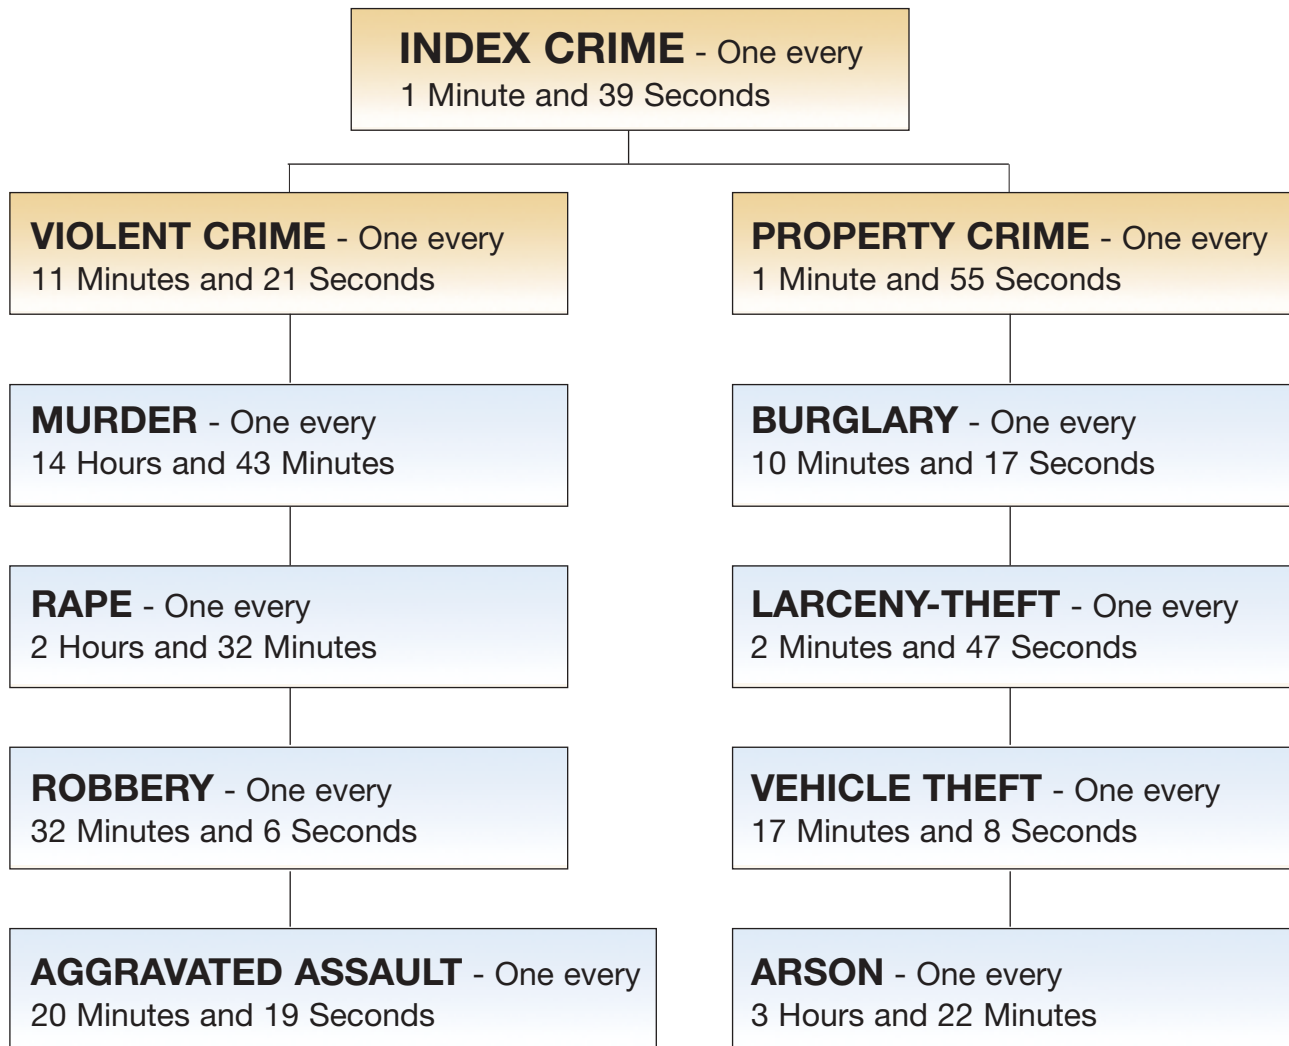 INDEX CRIME - One every
1 Minute and 39 Seconds
VIOLENT CRIME - One every
11 Minutes and 21 Seconds
PROPERTY CRIME - One every
1 Minute and 55 Seconds
MURDER - One every
14 Hours and 43 Minutes
BURGLARY - One every
10 Minutes and 17 Seconds
RAPE - One every
2 Hours and 32 Minutes
LARCENY-THEFT - One every
2 Minutes and 47 Seconds
ROBBERY - One every
32 Minutes and 6 Seconds
VEHICLE THEFT - One every
17 Minutes and 8 Seconds
AGGRAVATED ASSAULT - One every
20 Minutes and 19 Seconds
ARSON - One every
3 Hours and 22 Minutes